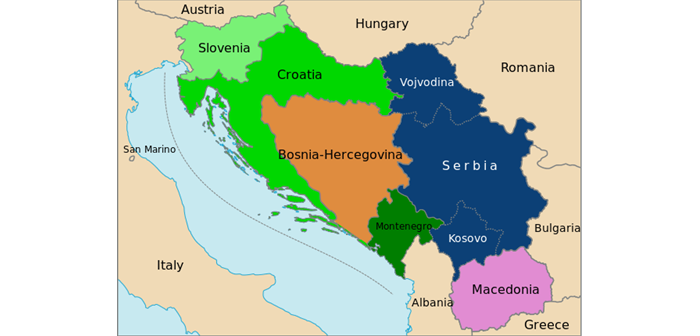 Austria
Hungary
Slovenia
Romania
Croatia
Vojvodina
San Marino
Bosnia-Hercegovina
Serbia
Montenegro
Bulgaria
Kosovo
Italy
Macedonia
Albania
Greece